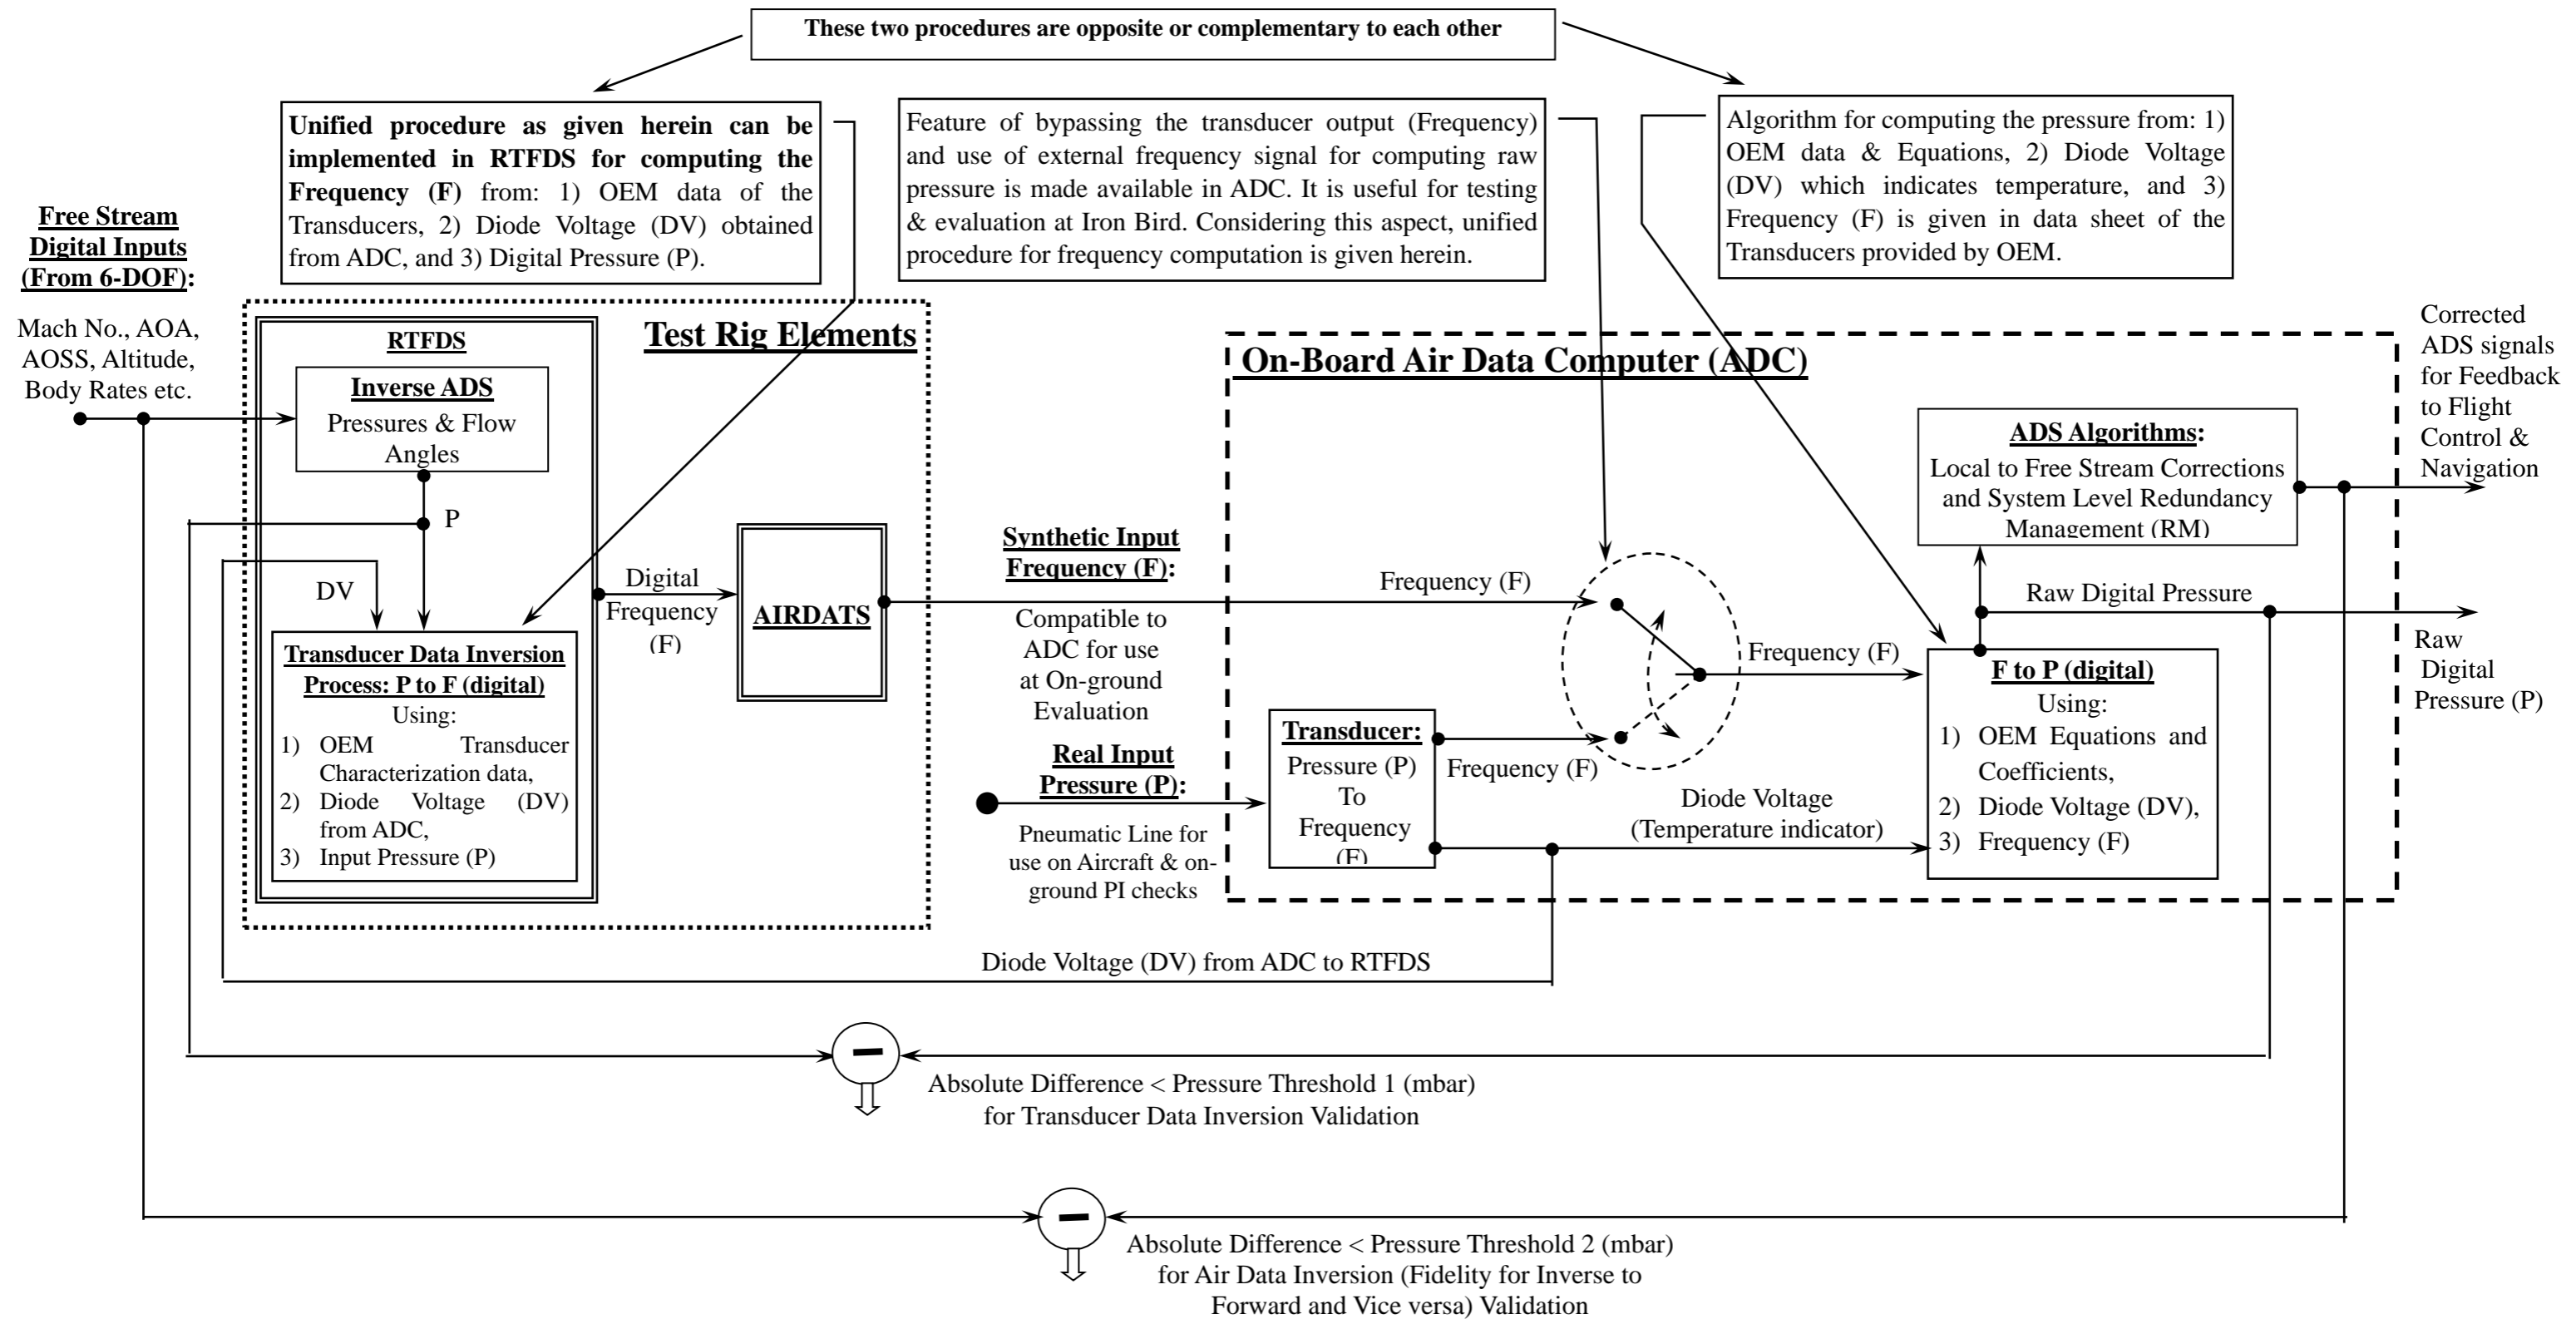 These two procedures are opposite or complementary to each other
Unified procedure as given herein can be
implemented in RTFDS for computing the
Frequency (F) from: 1) OEM data of the
Transducers, 2) Diode Voltage (DV) obtained
from ADC, and 3) Digital Pressure (P).
Feature of bypassing the transducer output (Frequency)
and use of external frequency signal for computing raw
pressure is made available in ADC. It is useful for testing
& evaluation at Iron Bird. Considering this aspect, unified
procedure for frequency computation is given herein.
Algorithm for computing the pressure from: 1)
OEM data & Equations, 2) Diode Voltage
(DV) which indicates temperature, and 3)
Frequency (F) is given in data sheet of the
Transducers provided by OEM.
Free Stream
Digital Inputs
(From 6-DOF):
Mach No., AOA,
AOSS, Altitude,
Body Rates etc.
Test Rig Elements
RTFDS
Inverse ADS
Pressures & Flow
Angles
P
DV
Transducer Data Inversion
Process: P to F (digital)
Using:
1) OEM Transducer
Characterization data,
2) Diode Voltage (DV)
from ADC,
3) Input Pressure (P)
Digital
Frequency
(F)
AIRDATS
Synthetic Input
Frequency (F):
Compatible to
ADC for use
at On-ground
Evaluation
Real Input
Pressure (P):
Pneumatic Line for
use on Aircraft & on-
ground PI checks
On-Board Air Data Computer (ADC)
Frequency (F)
Transducer:
Pressure (P)
To
Frequency
(F)
Frequency (F)
Frequency (F)
Diode Voltage
(Temperature indicator)
ADS Algorithms:
Local to Free Stream Corrections
and System Level Redundancy
Management (RM)
Raw Digital Pressure
F to P (digital)
Using:
1) OEM Equations and
Coefficients,
2) Diode Voltage (DV),
3) Frequency (F)
Corrected
ADS signals
for Feedback
to Flight
Control &
Navigation
Raw
Digital
Pressure (P)
Diode Voltage (DV) from ADC to RTFDS
Absolute Difference < Pressure Threshold 1 (mbar)
for Transducer Data Inversion Validation
Absolute Difference < Pressure Threshold 2 (mbar)
for Air Data Inversion (Fidelity for Inverse to
Forward and Vice versa) Validation